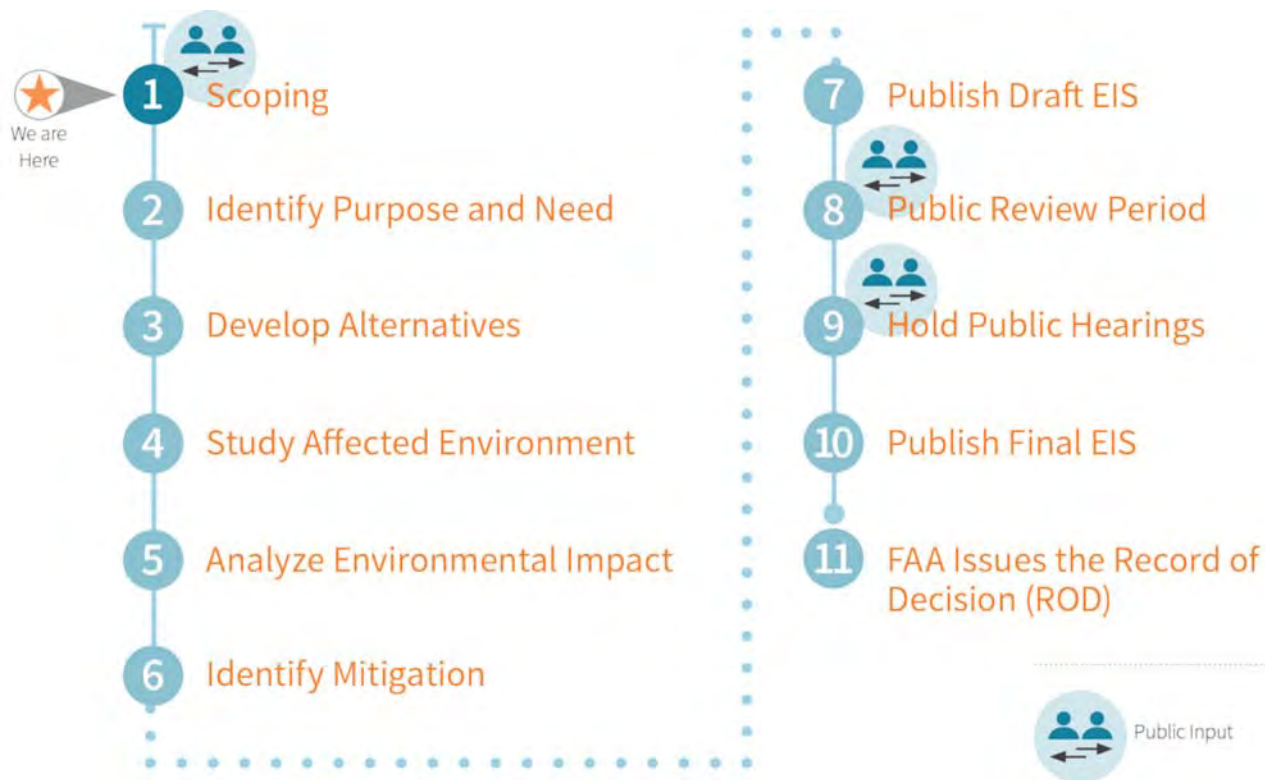 We are
Here
1 Scoping
2 Identify Purpose and Need
3 Develop Alternatives
4 Study Affected Environment
5 Analyze Environmental Impact
6 Identify Mitigation
7 Publish Draft EIS
8 Public Review Period
9 Hold Public Hearings
10 Publish Final EIS
11 FAA Issues the Record of
Decision (ROD)
Public Input